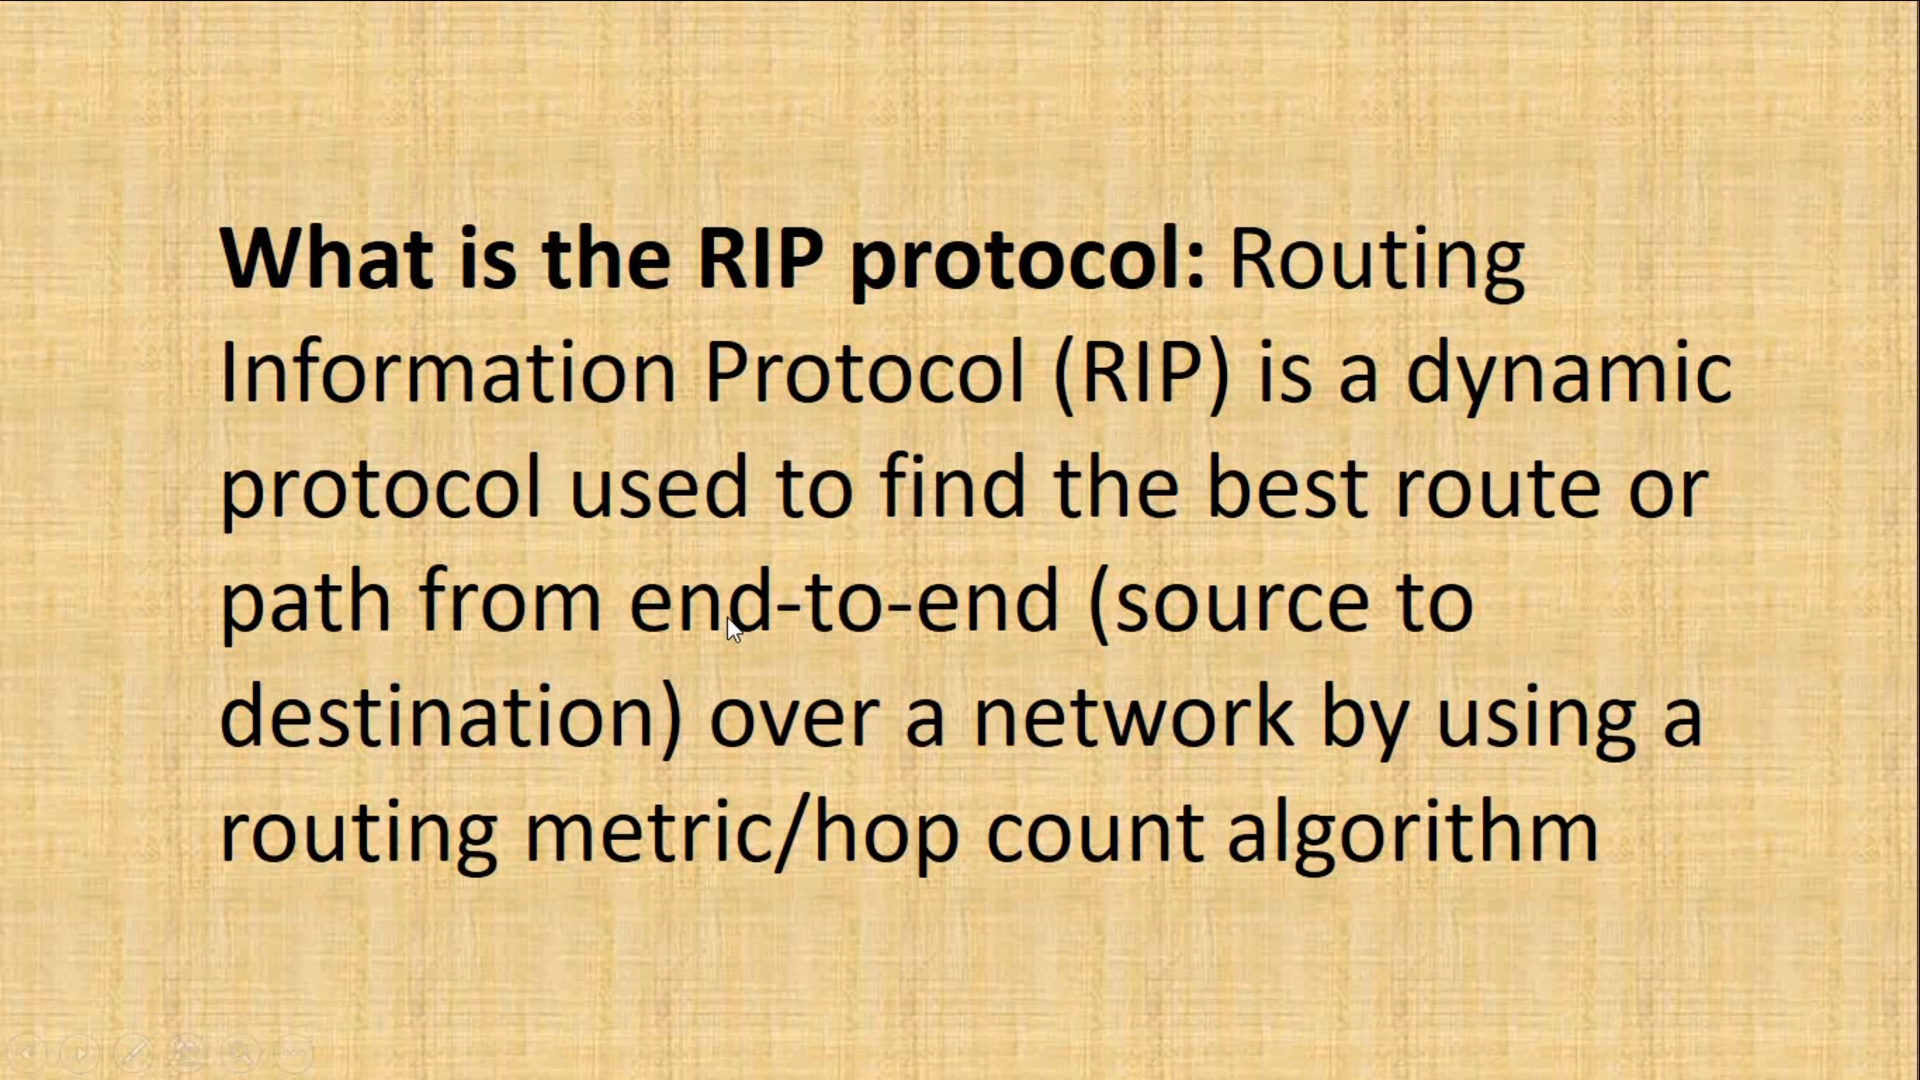 What is the RIP protocol: Routing
Information Protocol (RIP) is a dynamic
protocol used to find the best route or
path from end-to-end (source to
destination) over a network by using a
routing metric/hop count algorithm